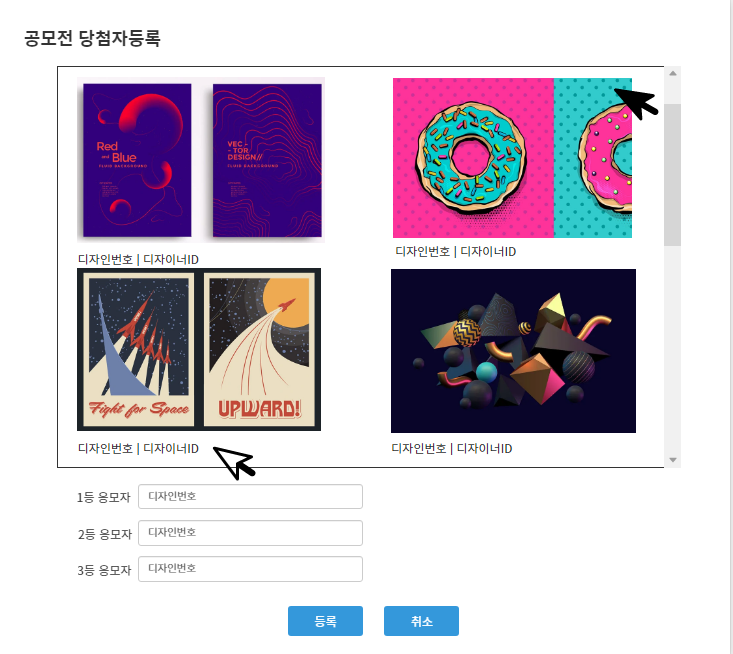 공모전 당첨자등록
Red
and Blue
FLUID BACKGROUND
VEC -
- TOR
DESIGN//
FLUID BACKGROUND
디자인번호 | 디자이너ID
디자인번호 | 디자이너ID
Fight for Space
UPWARD!
디자인번호 | 디자이너ID
디자인번호 | 디자이너ID
1등 응모자 디자인번호
2등 응모자 디자인번호
3등 응모자 디자인번호
등록 취소